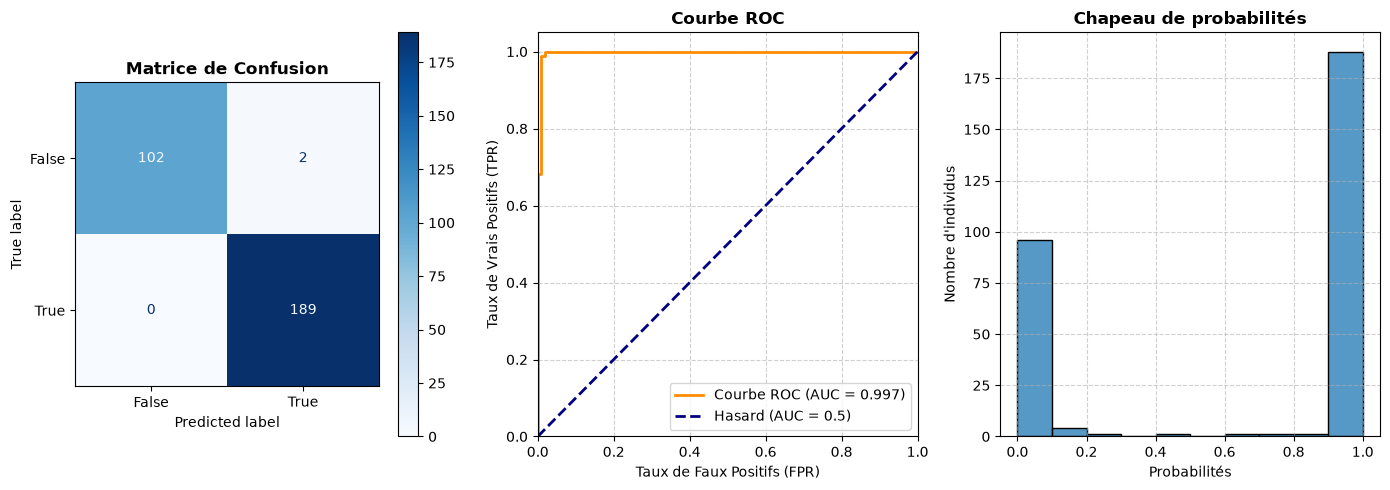 Matrice de Confusion
True label
False
True
102
2
0
189
False
True
Predicted label
175
150
125
100
75
50
25
0
Courbe ROC
Taux de Vrais Positifs (TPR)
1.0
0.8
0.6
0.4
0.2
0.0
0.0
0.2
0.4
0.6
0.8
1.0
Taux de Faux Positifs (FPR)
Courbe ROC (AUC = 0.997)
Hasard (AUC = 0.5)
Chapeau de probabilités
Nombre d'individus
175
150
125
100
75
50
25
0
0.0
0.2
0.4
0.6
0.8
1.0
Probabilités